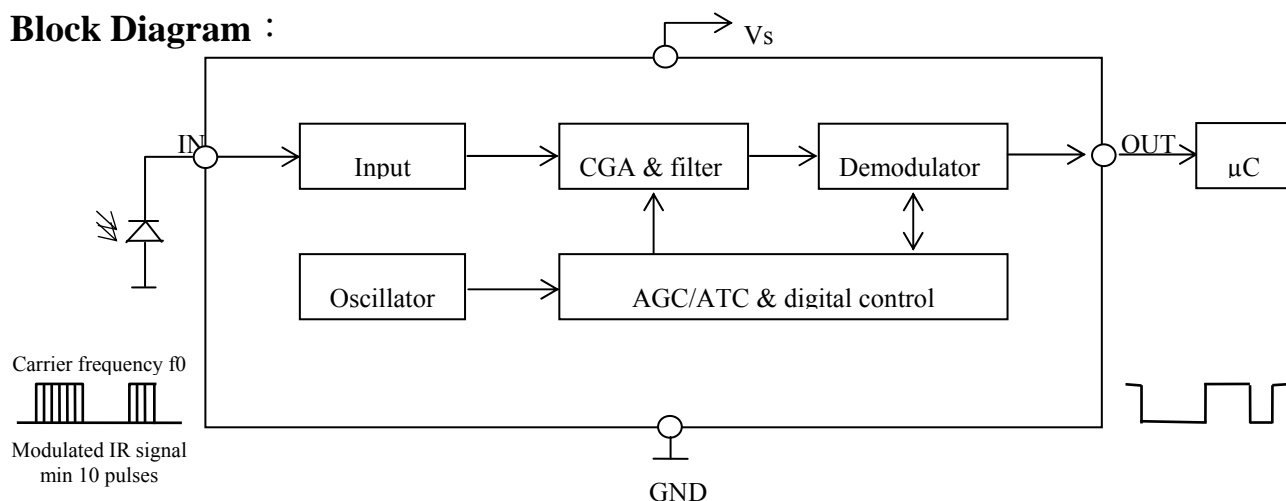 Block Diagram：
Vs
IN
Input
CGA & filter
Demodulator
OUT
µC
Oscillator
AGC/ATC & digital control
Carrier frequency f0
Modulated IR signal
min 10 pulses
GND